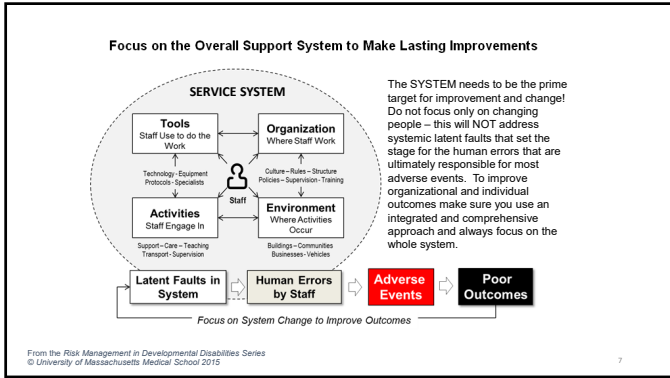 Focus on the Overall Support System to Make Lasting Improvements
SERVICE SYSTEM
Tools
Staff Use to do the
Work
Organization
Where Staff Work
Technology - Equipment
Protocols - Specialists
Culture – Rules – Structure
Policies – Supervision - Training
Staff
Activities
Staff Engage In
Environment
Where Activities
Occur
Support – Care – Teaching
Transport - Supervision
Buildings – Communities
Businesses - Vehicles
The SYSTEM needs to be the prime
target for improvement and change!
Do not focus only on changing
people – this will NOT address
systemic latent faults that set the
stage for the human errors that are
ultimately responsible for most
adverse events. To improve
organizational and individual
outcomes make sure you use an
integrated and comprehensive
approach and always focus on the
whole system.
Latent Faults in
System
Human Errors
by Staff
Adverse
Events
Poor
Outcomes
Focus on System Change to Improve Outcomes
From the Risk Management in Developmental Disabilities Series
© University of Massachusetts Medical School 2015
7